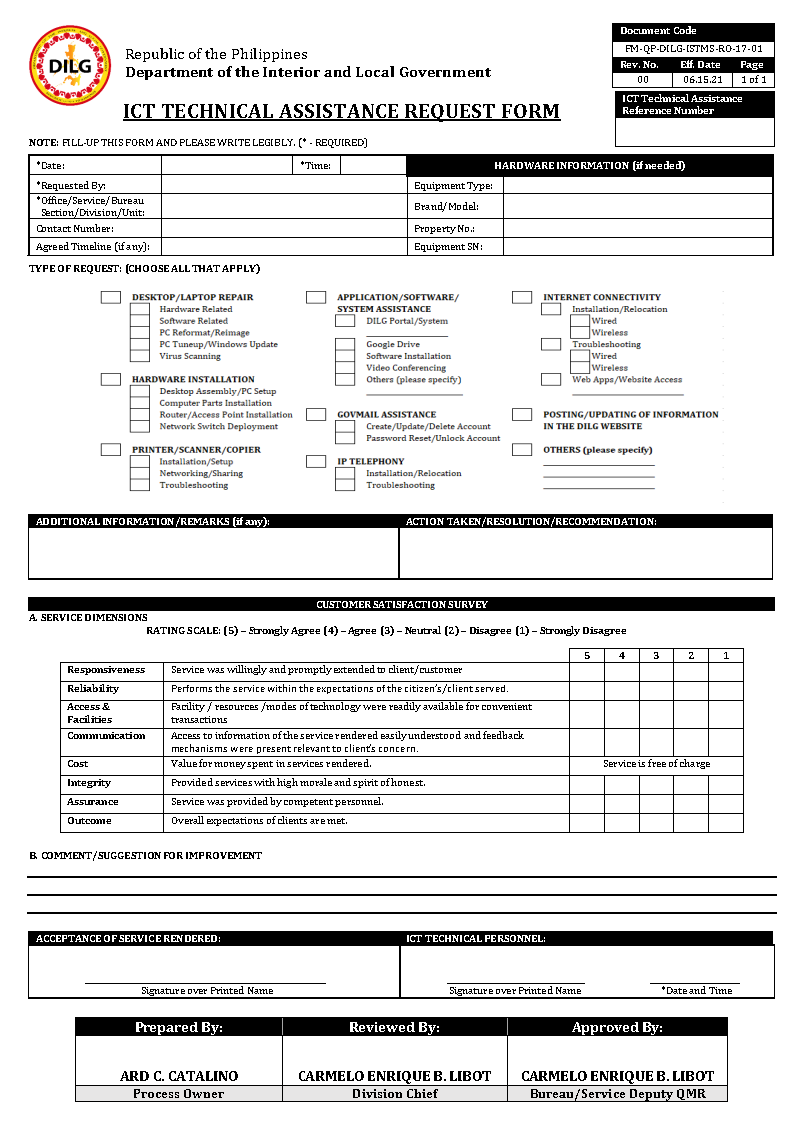 DILG
Republic of the Philippines
Department of the Interior and Local Government
ICT TECHNICAL ASSISTANCE REQUEST FORM
Document Code
FM-QP-DILG-ISTMS-RO-17-01
Rev. No. Eff. Date Page
00 06.15.21 1 of 1
ICT Technical Assistance
Reference Number
NOTE: FILL-UP THIS FORM AND PLEASE WRITE LEGIBLY. (* - REQUIRED)
*Date: *Time: HARDWARE INFORMATION (if needed)
*Requested By: Equipment Type:
*Office/Service/Bureau
Section/Division/Unit: Brand/Model:
Contact Number: Property No.:
Agreed Timeline (if any): Equipment SN:
TYPE OF REQUEST: (CHOOSE ALL THAT APPLY)
DESKTOP/LAPTOP REPAIR
Hardware Related
Software Related
PC Reformat/Reimage
PC Tuneup/Windows Update
Virus Scanning
HARDWARE INSTALLATION
Desktop Assembly/PC Setup
Computer Parts Installation
Router/Access Point Installation
Network Switch Deployment
PRINTER/SCANNER/COPIER
Installation/Setup
Networking/Sharing
Troubleshooting
APPLICATION/SOFTWARE/
SYSTEM ASSISTANCE
DILG Portal/System
Google Drive
Software Installation
Video Conferencing
Others (please specify)
GOVMAIL ASSISTANCE
Create/Update/Delete Account
Password Reset/Unlock Account
IP TELEPHONY
Installation/Relocation
Troubleshooting
INTERNET CONNECTIVITY
Installation/Relocation
Wired
Wireless
Troubleshooting
Wired
Wireless
Web Apps/Website Access
POSTING/UPDATING OF INFORMATION
IN THE DILG WEBSITE
OTHERS (please specify)
ADDITIONAL INFORMATION/REMARKS (if any): ACTION TAKEN/RESOLUTION/RECOMMENDATION:
CUSTOMER SATISFACTION SURVEY
A. SERVICE DIMENSIONS
RATING SCALE: (5) – Strongly Agree (4) – Agree (3) – Neutral (2) – Disagree (1) – Strongly Disagree
5 4 3 2 1
Responsiveness Service was willingly and promptly extended to client/customer
Reliability Performs the service within the expectations of the citizen's/client served.
Access &
Facilities
Facility / resources /modes of technology were readily available for convenient
transactions
Communication Access to information of the service rendered easily understood and feedback
mechanisms were present relevant to client's concern.
Cost Value for money spent in services rendered. Service is free of charge
Integrity Provided services with high morale and spirit of honest.
Assurance Service was provided by competent personnel.
Outcome Overall expectations of clients are met.
B. COMMENT/SUGGESTION FOR IMPROVEMENT
ACCEPTANCE OF SERVICE RENDERED: ICT TECHNICAL PERSONNEL:
Signature over Printed Name Signature over Printed Name *Date and Time
Prepared By: Reviewed By: Approved By:
ARD C. CATALINO CARMELO ENRIQUE B. LIBOT CARMELO ENRIQUE B. LIBOT
Process Owner Division Chief Bureau/Service Deputy QMR